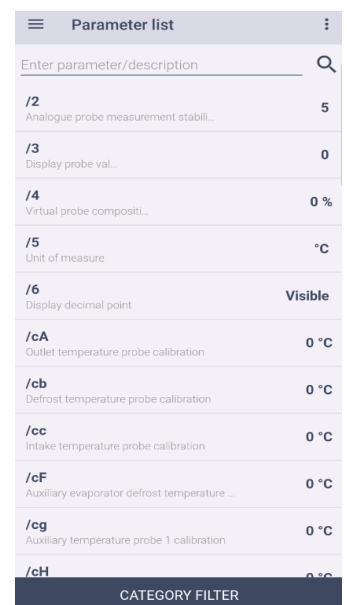 Parameter list
Enter parameter/description
/2
5
Analogue probe measurement stabili...
/3
0
Display probe val...
/4
0 %
Virtual probe compositi...
/5
°C
Unit of measure
/6
Visible
Display decimal point
/cA
0 °C
Outlet temperature probe calibration
/cb
0 °C
Defrost temperature probe calibration
/cc
0 °C
Intake temperature probe calibration
/cF
0 °C
Auxiliary evaporator defrost temperature ...
/cg
0 °C
Auxiliary temperature probe 1 calibration
/cH
0 °C
CATEGORY FILTER